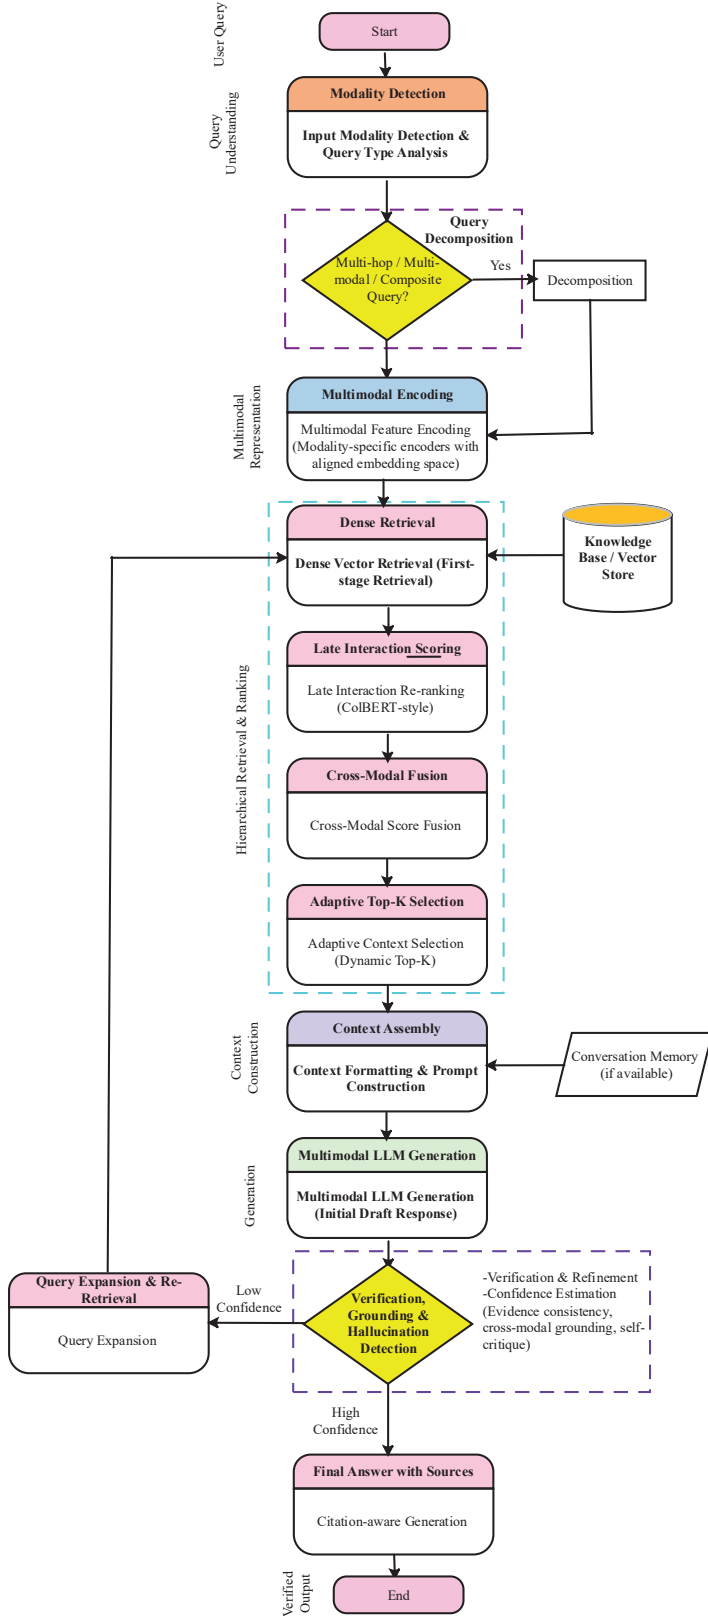 User Query
Start
Query
Understanding
Modality Detection
Input Modality Detection &
Query Type Analysis
Query
Decomposition
Multi-hop / Multi-
modal / Composite
Query?
Yes
Decomposition
Multimodal
Representation
Multimodal Encoding
Multimodal Feature Encoding
(Modality-specific encoders with
aligned embedding space)
Hierarchical Retrieval & Ranking
Dense Retrieval
Dense Vector Retrieval (First-
stage Retrieval)
Knowledge
Base / Vector
Store
Late Interaction Scoring
Late Interaction Re-ranking
(ColBERT-style)
Cross-Modal Fusion
Cross-Modal Score Fusion
Adaptive Top-K Selection
Adaptive Context Selection
(Dynamic Top-K)
Context
Construction
Context Assembly
Context Formatting & Prompt
Construction
Conversation Memory
(if available)
Generation
Multimodal LLM Generation
Multimodal LLM Generation
(Initial Draft Response)
Query Expansion & Re-
Retrieval
Query Expansion
Low
Confidence
Verification,
Grounding &
Hallucination
Detection
-Verification & Refinement
-Confidence Estimation
(Evidence consistency,
cross-modal grounding, self-
critique)
High
Confidence
Final Answer with Sources
Citation-aware Generation
Verified
Output
End